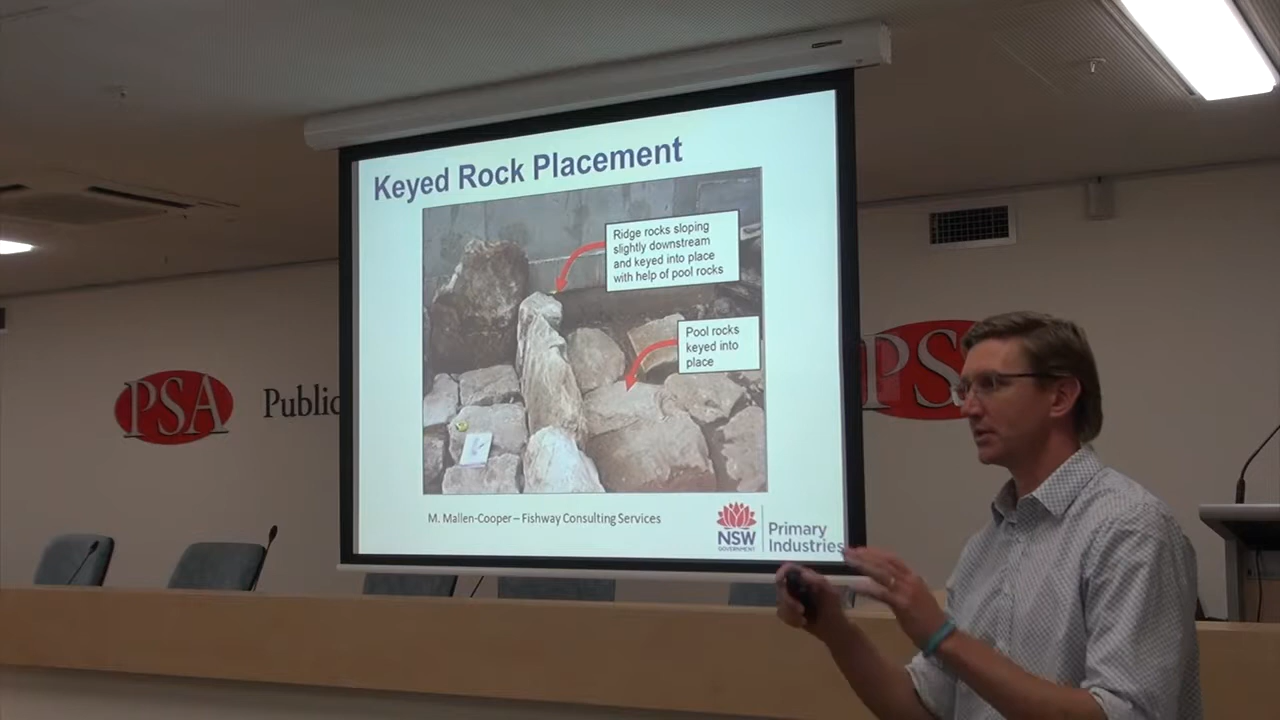 Keyed Rock Placement
Ridge rocks sloping
slightly downstream
and keyed into place
with help of pool rocks
Pool rocks
keyed into
place
M. Mallen-Cooper – Fishway Consulting Services
NSW
GOVERNMENT
Primary
Industries
PSA
Public
PSA